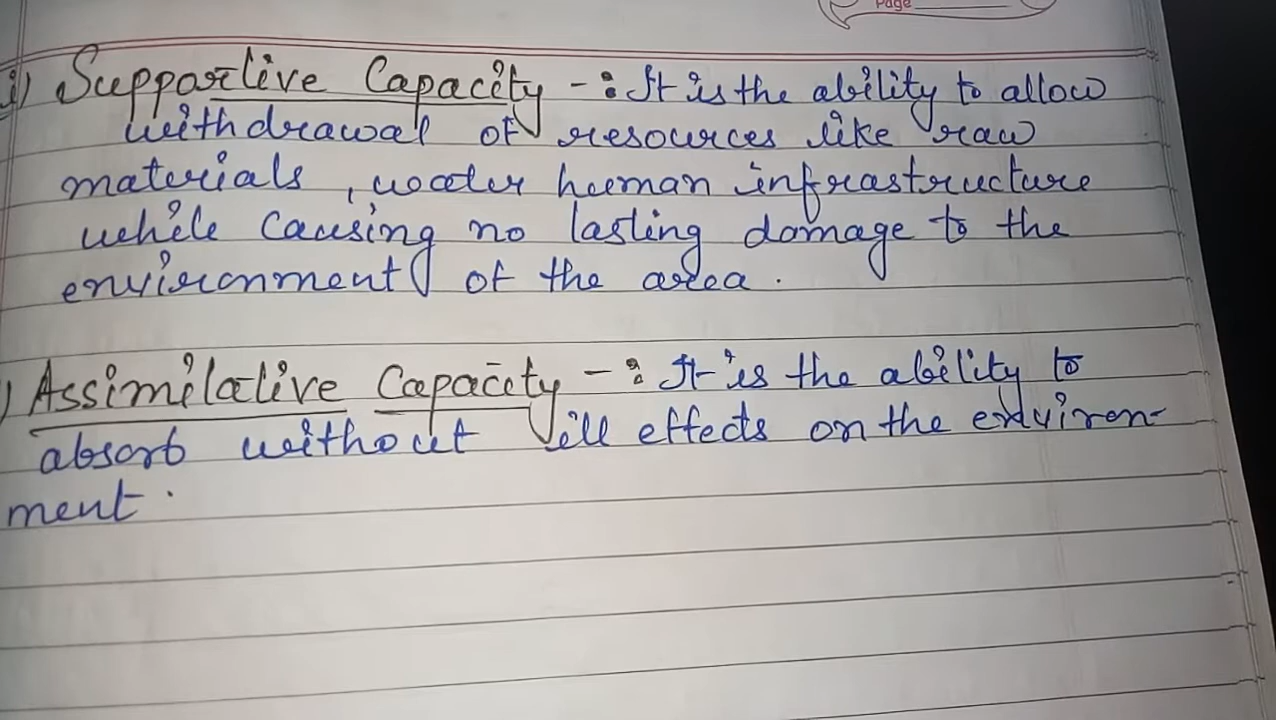 Page
i) Supportive Capacity -: It is the ability to allow
withdrawal of resources like raw
materials, water human infrastructure
while causing no lasting damage to the
environment of the area.
) Assimilative Capacity -: It is the ability to
absorb without ill effects on the environ-
ment.